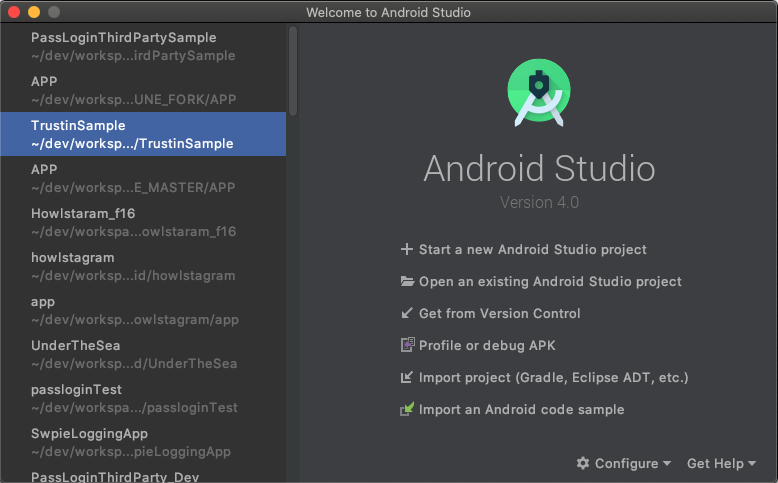 Welcome to Android Studio
PassLoginThirdPartySample
~/dev/worksp...irdPartySample
APP
~/dev/worksp...UNE_FORK/APP
TrustinSample
~/dev/worksp.../TrustinSample
APP
~/dev/worksp...E_MASTER/APP
Howlstaram_f16
~/dev/workspa...owlstaram_f16
howlstagram
~/dev/worksp...id/howlstagram
app
~/dev/worksp...owlstagram/app
UnderTheSea
~/dev/worksp...d/UnderTheSea
passloginTest
~/dev/workspa.../passloginTest
SwpieLoggingApp
~/dev/worksp...pieLoggingApp
PassLoginThirdParty_Dev
Android Studio
Version 4.0
Start a new Android Studio project
Open an existing Android Studio project
Get from Version Control
Profile or debug APK
Import project (Gradle, Eclipse ADT, etc.)
Import an Android code sample
Configure
Get Help